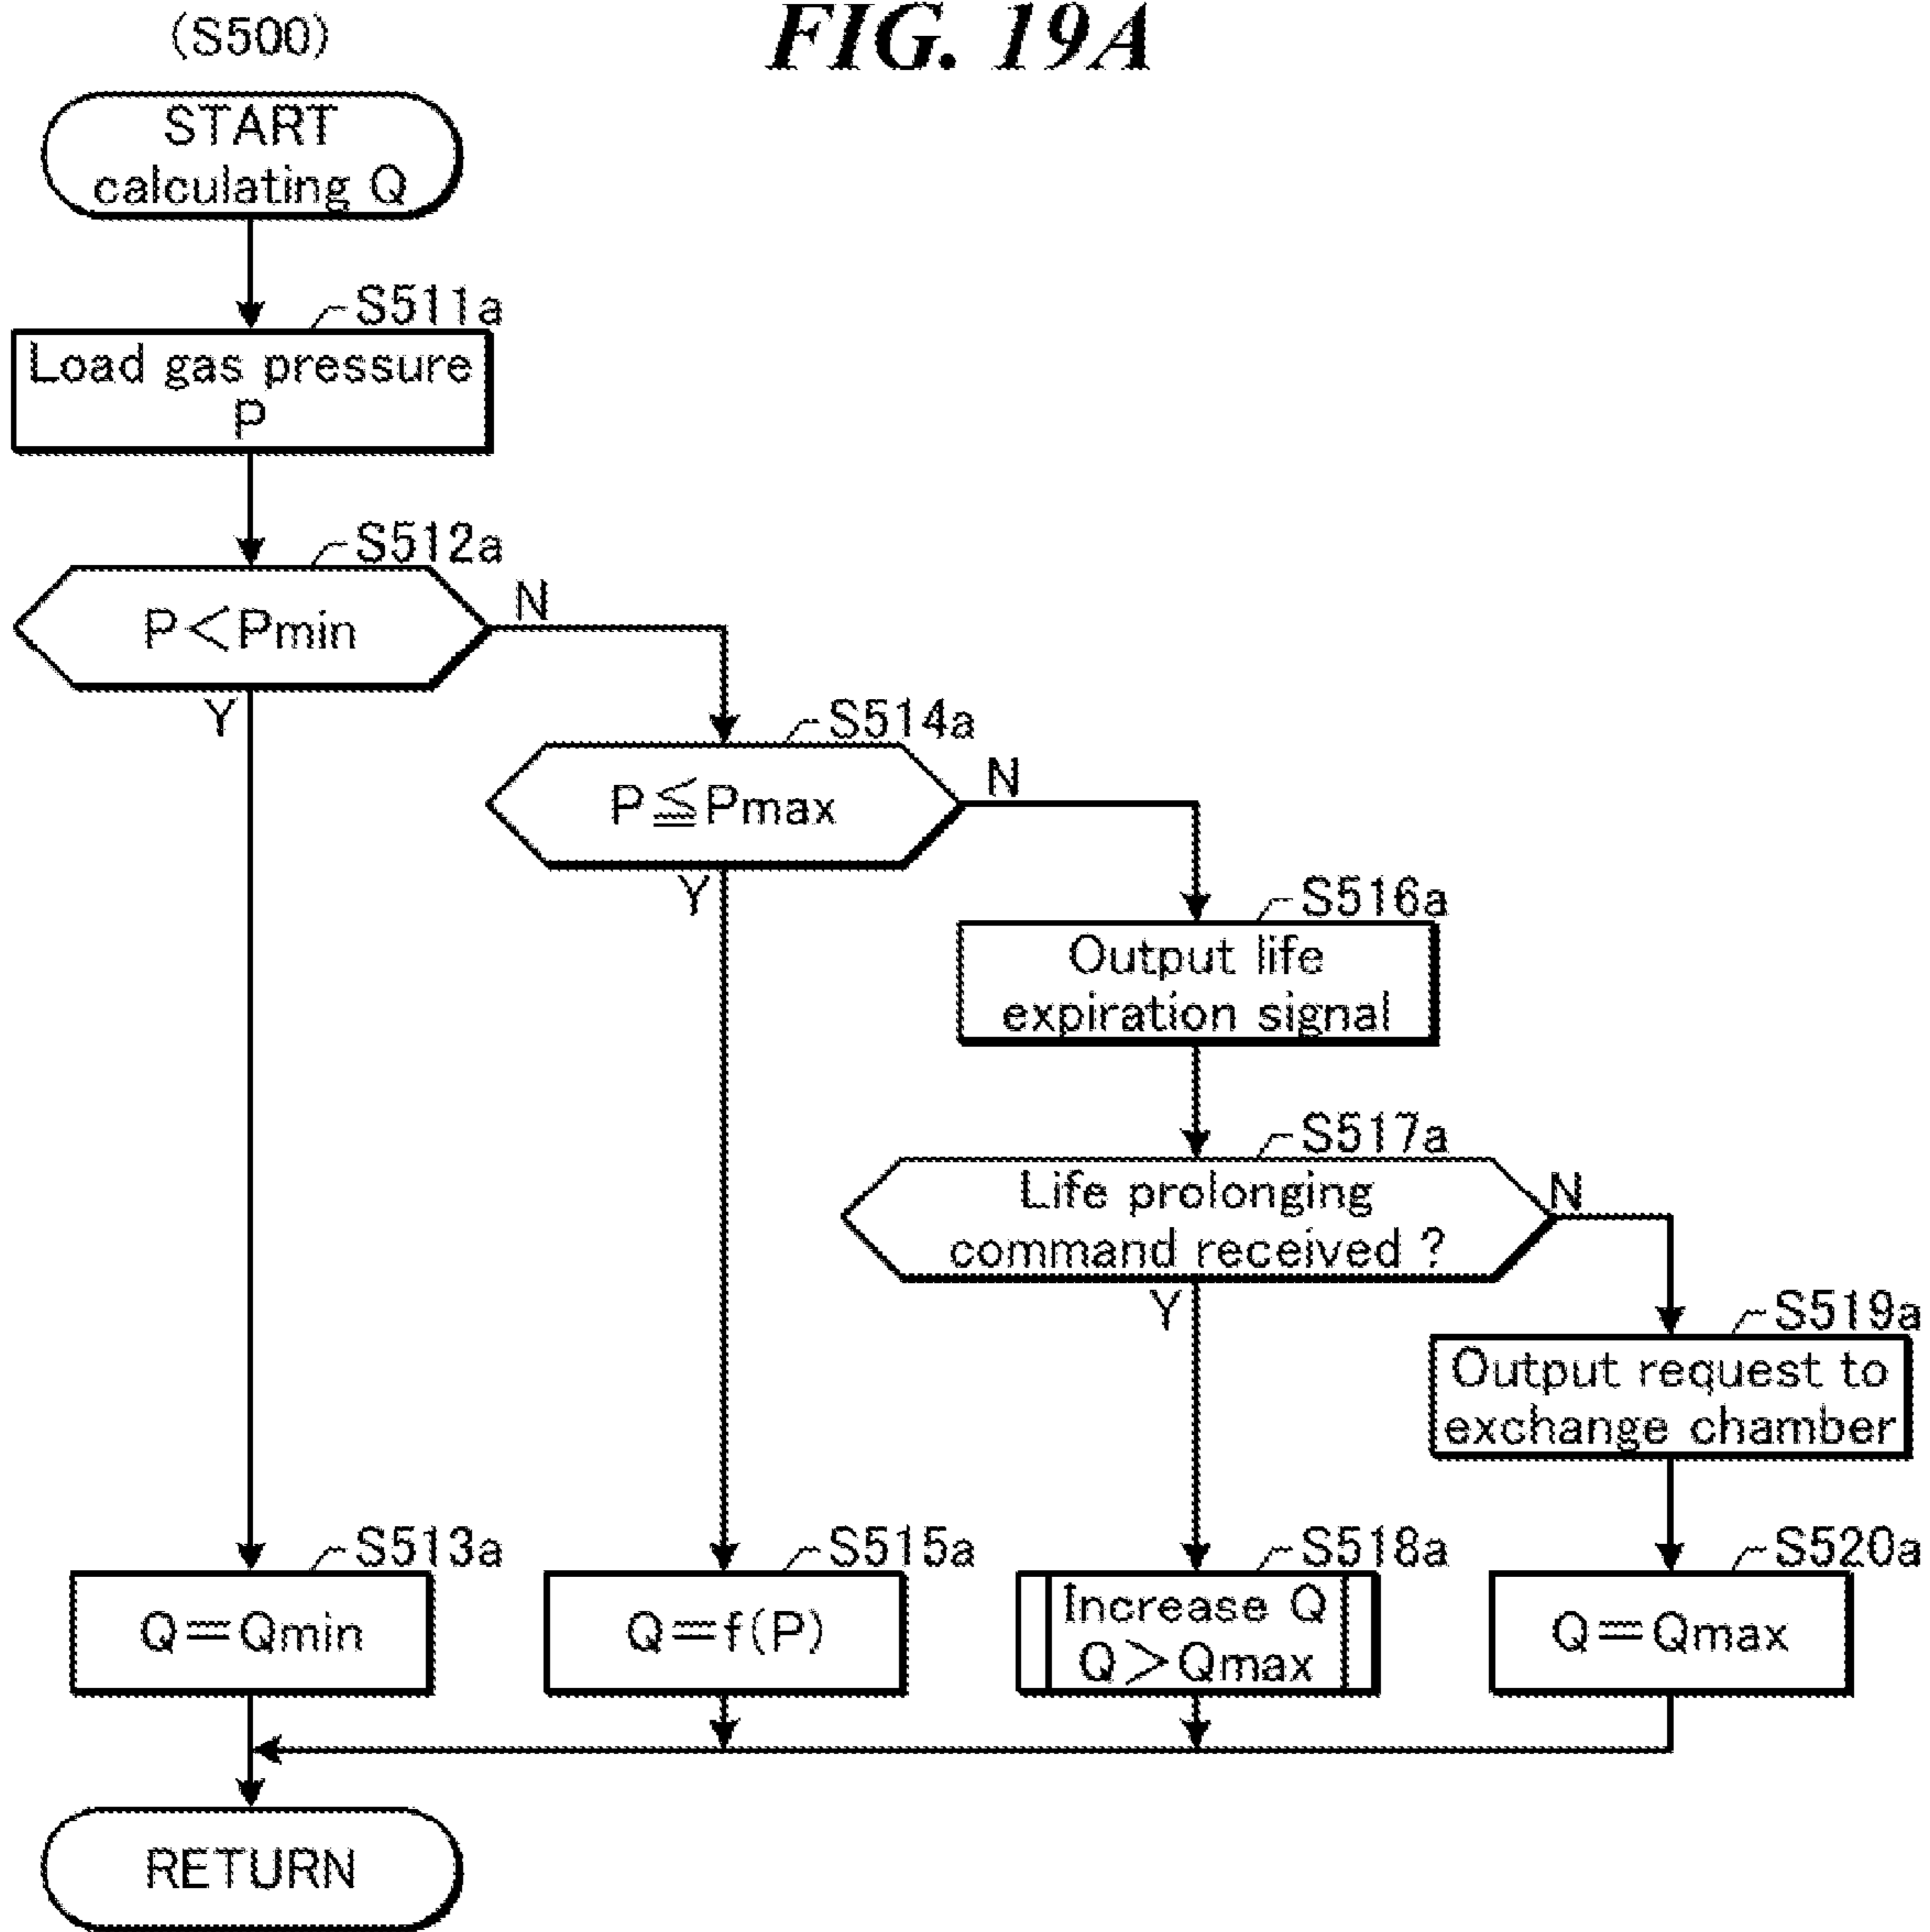 (S500)
FIG. 19A
START
calculating Q
S511a
Load gas pressure
P
S512a
P<Pmin
N
Y
S514a
P≦Pmax
N
Y
S516a
Output life
expiration signal
S517a
Life prolonging
command received ?
N
Y
S519a
Output request to
exchange chamber
S513a
Q=Qmin
S515a
Q=f(P)
S518a
Increase Q
Q>Qmax
S520a
Q=Qmax
RETURN